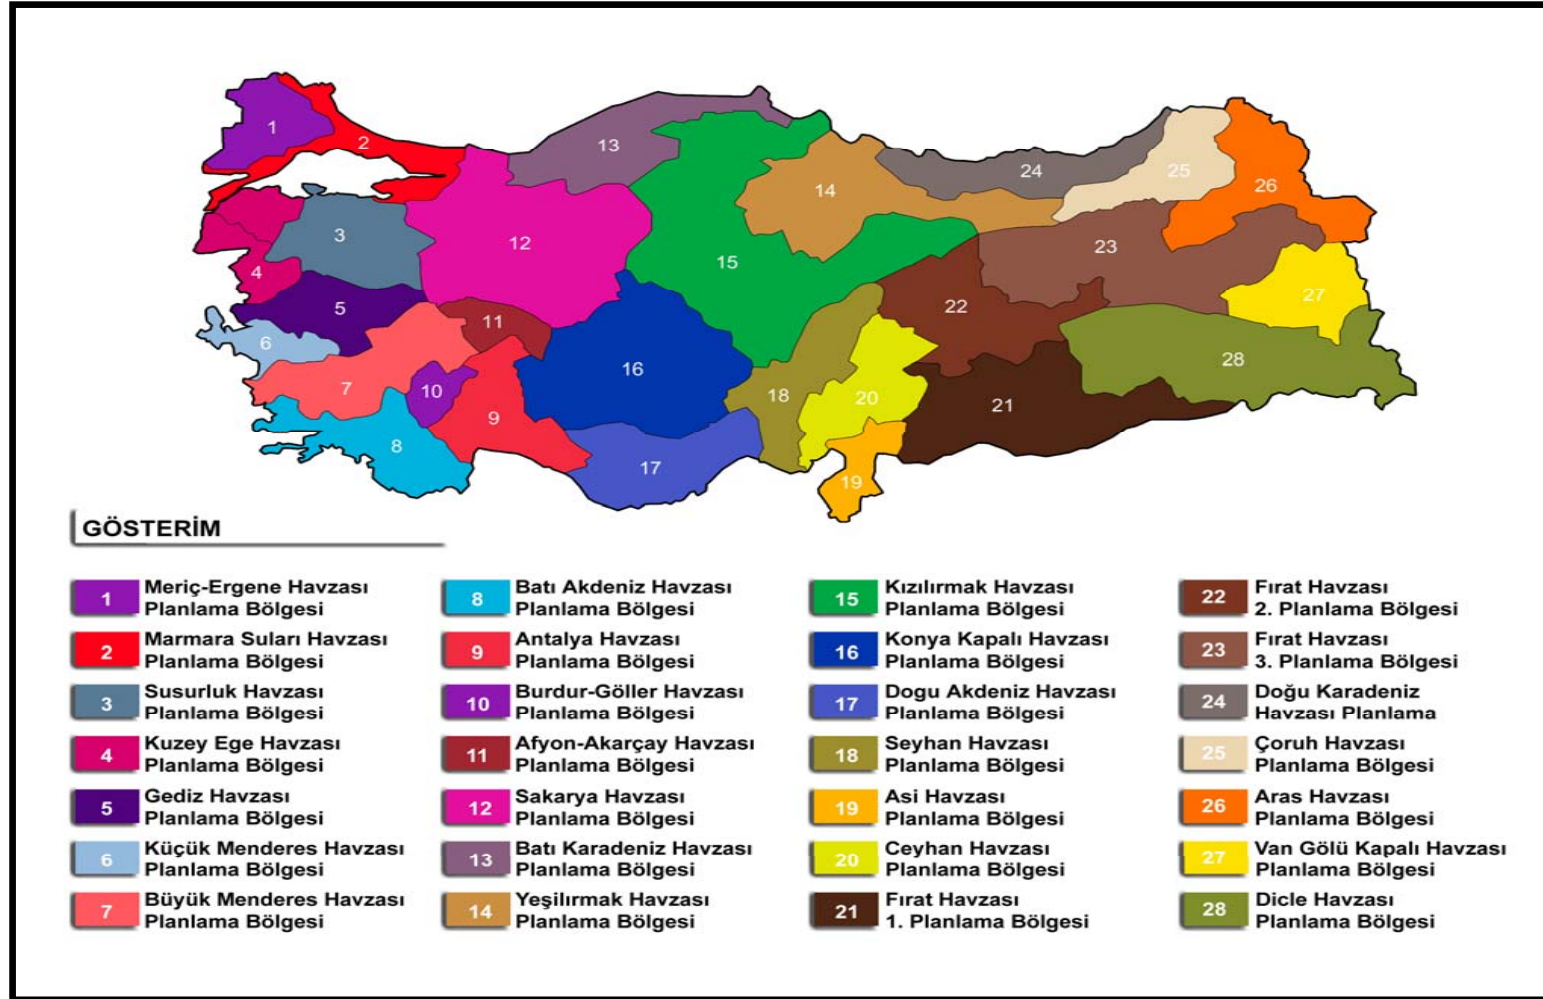 1
2
3
4
5
6
7
8
9
10
11
12
13
14
15
16
17
18
19
20
21
22
23
24
25
26
27
28
GÖSTERİM
1 Meriç-Ergene Havzası
Planlama Bölgesi
2 Marmara Suları Havzası
Planlama Bölgesi
3 Susurluk Havzası
Planlama Bölgesi
4 Kuzey Ege Havzası
Planlama Bölgesi
5 Gediz Havzası
Planlama Bölgesi
6 Küçük Menderes Havzası
Planlama Bölgesi
7 Büyük Menderes Havzası
Planlama Bölgesi
8 Batı Akdeniz Havzası
Planlama Bölgesi
9 Antalya Havzası
Planlama Bölgesi
10 Burdur-Göller Havzası
Planlama Bölgesi
11 Afyon-Akarçay Havzası
Planlama Bölgesi
12 Sakarya Havzası
Planlama Bölgesi
13 Batı Karadeniz Havzası
Planlama Bölgesi
14 Yeşilırmak Havzası
Planlama Bölgesi
15 Kızılırmak Havzası
Planlama Bölgesi
16 Konya Kapalı Havzası
Planlama Bölgesi
17 Dogu Akdeniz Havzası
Planlama Bölgesi
18 Seyhan Havzası
Planlama Bölgesi
19 Asi Havzası
Planlama Bölgesi
20 Ceyhan Havzası
Planlama Bölgesi
21 Fırat Havzası
1. Planlama Bölgesi
22 Fırat Havzası
2. Planlama Bölgesi
23 Fırat Havzası
3. Planlama Bölgesi
24 Doğu Karadeniz
Havzası Planlama
25 Çoruh Havzası
Planlama Bölgesi
26 Aras Havzası
Planlama Bölgesi
27 Van Gölü Kapalı Havzası
Planlama Bölgesi
28 Dicle Havzası
Planlama Bölgesi